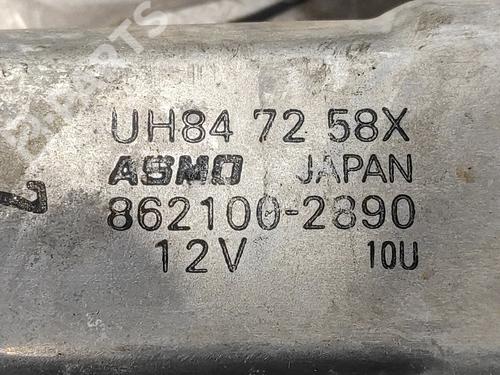 UH84 72 58X
ASMO JAPAN
862100-2890
12V 10U